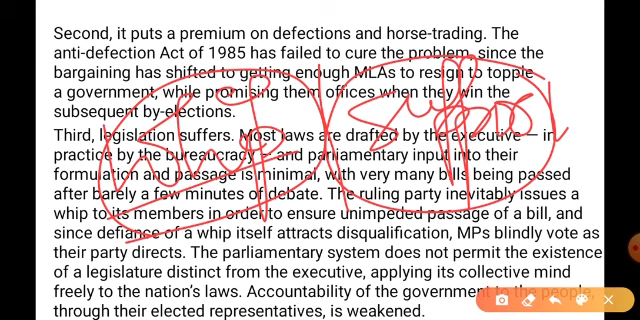 Second, it puts a premium on defections and horse-trading. The
anti-defection Act of 1985 has failed to cure the problem, since the
bargaining has shifted to getting enough MLAs to resign to topple
a government, while promising them offices when they win the
subsequent by-elections.
Third, legislation suffers. Most laws are drafted by the executive — in
practice by the bureaucracy — and parliamentary input into their
formulation and passage is minimal, with very many bills being passed
after barely a few minutes of debate. The ruling party inevitably issues a
whip to its members in order to ensure unimpeded passage of a bill, and
since defiance of a whip itself attracts disqualification, MPs blindly vote as
their party directs. The parliamentary system does not permit the existence
of a legislature distinct from the executive, applying its collective mind
freely to the nation's laws. Accountability of the government to the people,
through their elected representatives, is weakened.
whip